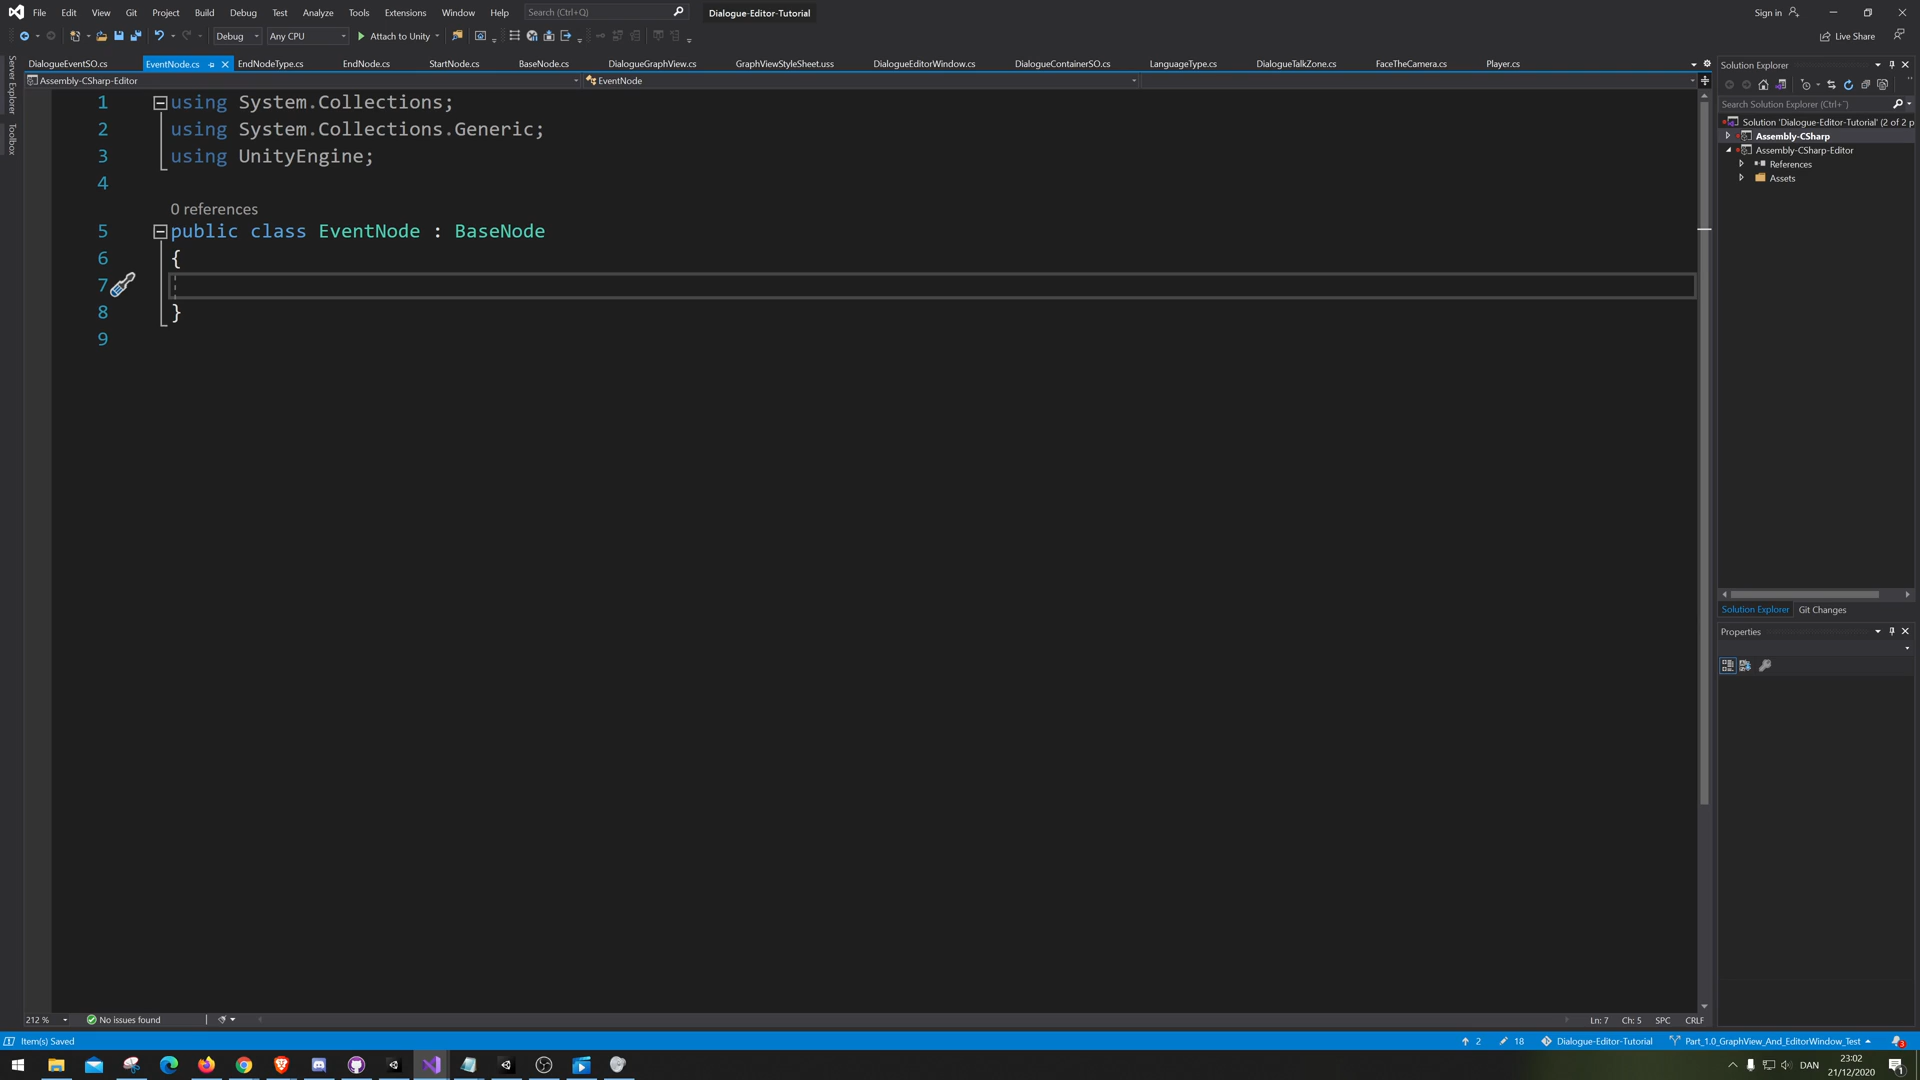 File Edit View Git Project Build Debug Test Analyze Tools Extensions Window Help Search (Ctrl+Q) Dialogue-Editor-Tutorial Sign in
Debug Any CPU Attach to Unity Live Share
DialogueEventSO.cs EventNode.cs EndNodeType.cs EndNode.cs StartNode.cs BaseNode.cs DialogueGraphView.cs GraphViewStyleSheet.uss DialogueEditorWindow.cs DialogueContainerSO.cs LanguageType.cs DialogueTalkZone.cs FaceTheCamera.cs Player.cs
Assembly-CSharp-Editor EventNode
Server Explorer
Toolbox
1 using System.Collections;
2 using System.Collections.Generic;
3 using UnityEngine;
4
0 references
5 public class EventNode : BaseNode
6 {
7
8 }
9
Solution Explorer
Search Solution Explorer (Ctrl+¨)
Solution 'Dialogue-Editor-Tutorial' (2 of 2 p
Assembly-CSharp
Assembly-CSharp-Editor
References
Assets
Solution Explorer Git Changes
Properties
212 % No issues found Ln: 7 Ch: 5 SPC CRLF
Item(s) Saved 2 18 Dialogue-Editor-Tutorial Part_1.0_GraphView_And_EditorWindow_Test 3
DAN 23:02
21/12/2020 1